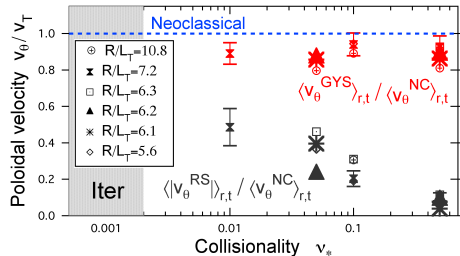 Neoclassical
1.0
0.8
0.6
0.4
0.2
0.0
Poloidal velocity v_θ / v_T
R/L_T=10.8
R/L_T=7.2
R/L_T=6.3
R/L_T=6.2
R/L_T=6.1
R/L_T=5.6
⟨v_θ^GYS⟩_r,t / ⟨v_θ^NC⟩_r,t
Iter
⟨|v_θ^RS|⟩_r,t / ⟨v_θ^NC⟩_r,t
0.001
0.01
0.1
Collisionality ν_*